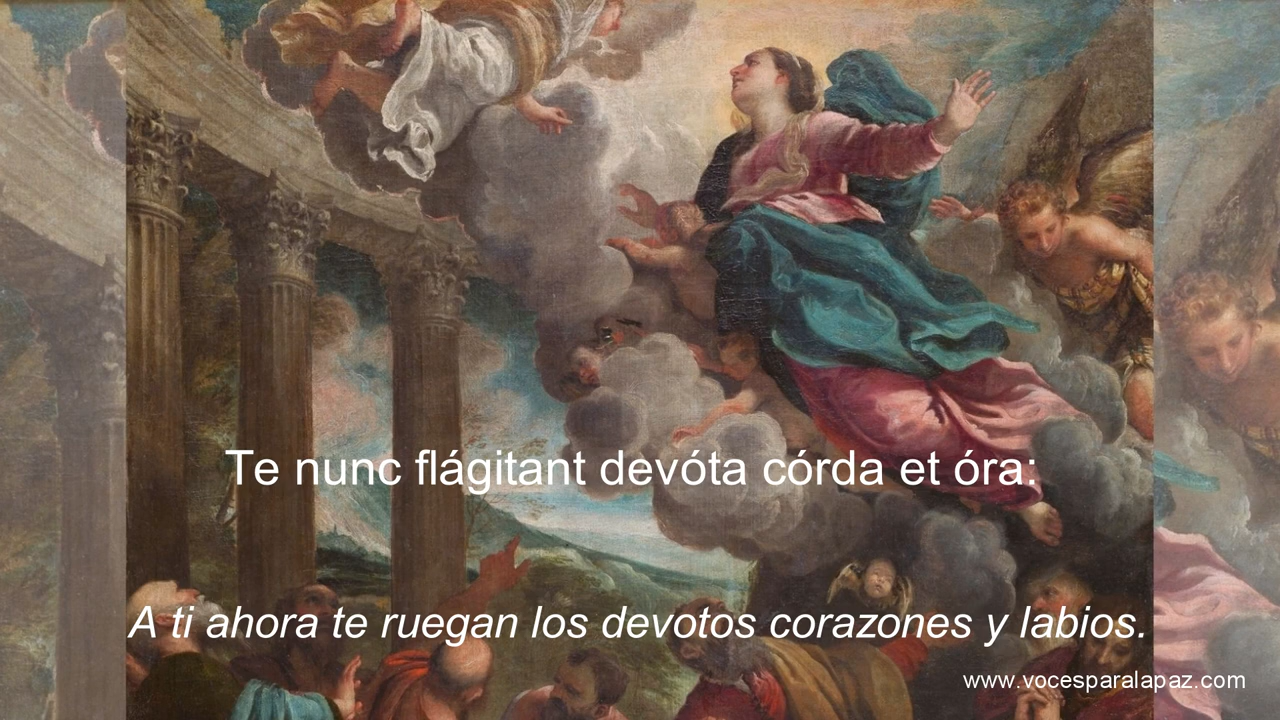 Te nunc flágitant devóta córda et óra:
A ti ahora te ruegan los devotos corazones y labios.
www.vocesparalapaz.com